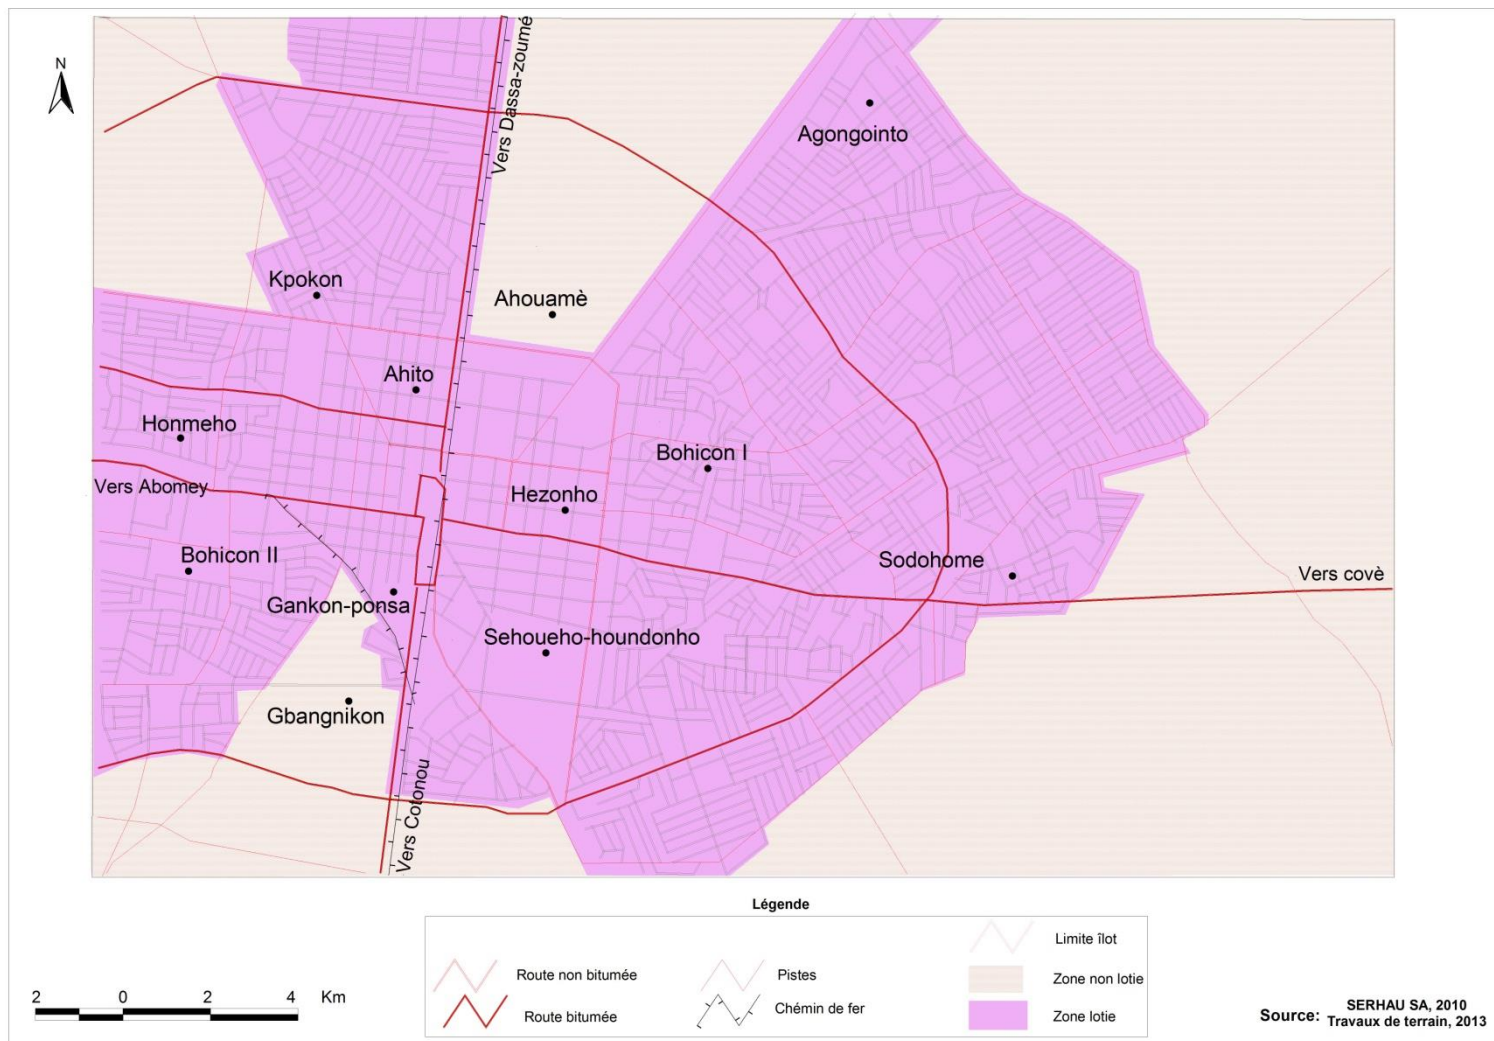 N
Vers Dassa-zoumé
Agongointo
Kpokon
Ahouamè
Ahito
Honmeho
Bohicon I
Vers Abomey
Hezonho
Bohicon II
Sodohome
Vers covè
Gankon-ponsa
Sehoueho-houndonho
Gbangnikon
Vers Cotonou
Légende
Limite îlot
Route non bitumée
Pistes
Zone non lotie
Route bitumée
Chémin de fer
Zone lotie
2 0 2 4 Km
Source: SERHAU SA, 2010
Travaux de terrain, 2013